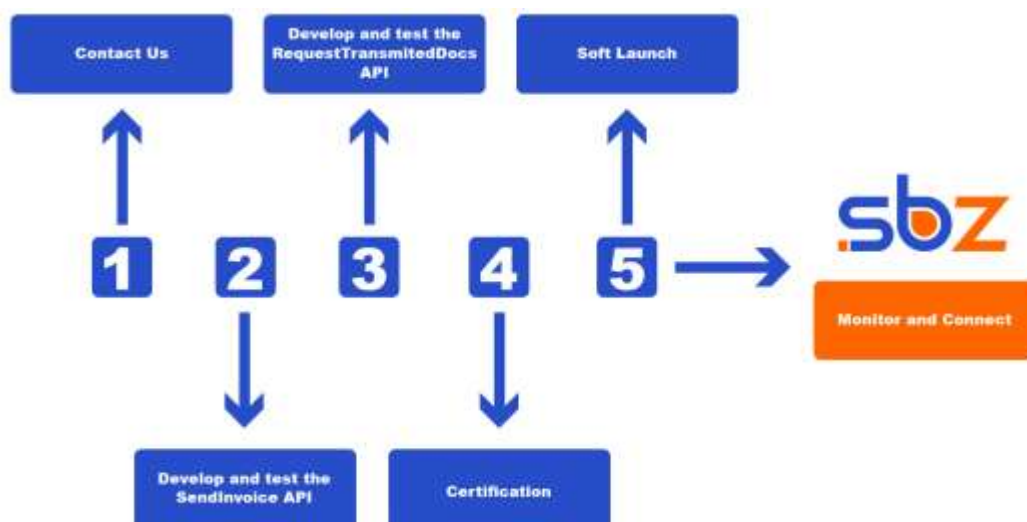 Contact Us
Develop and test the
RequestTransmitedDocs
API
Soft Launch
1
2
3
4
5
.sbz
Monitor and Connect
Develop and test the
SendInvoice API
Certification